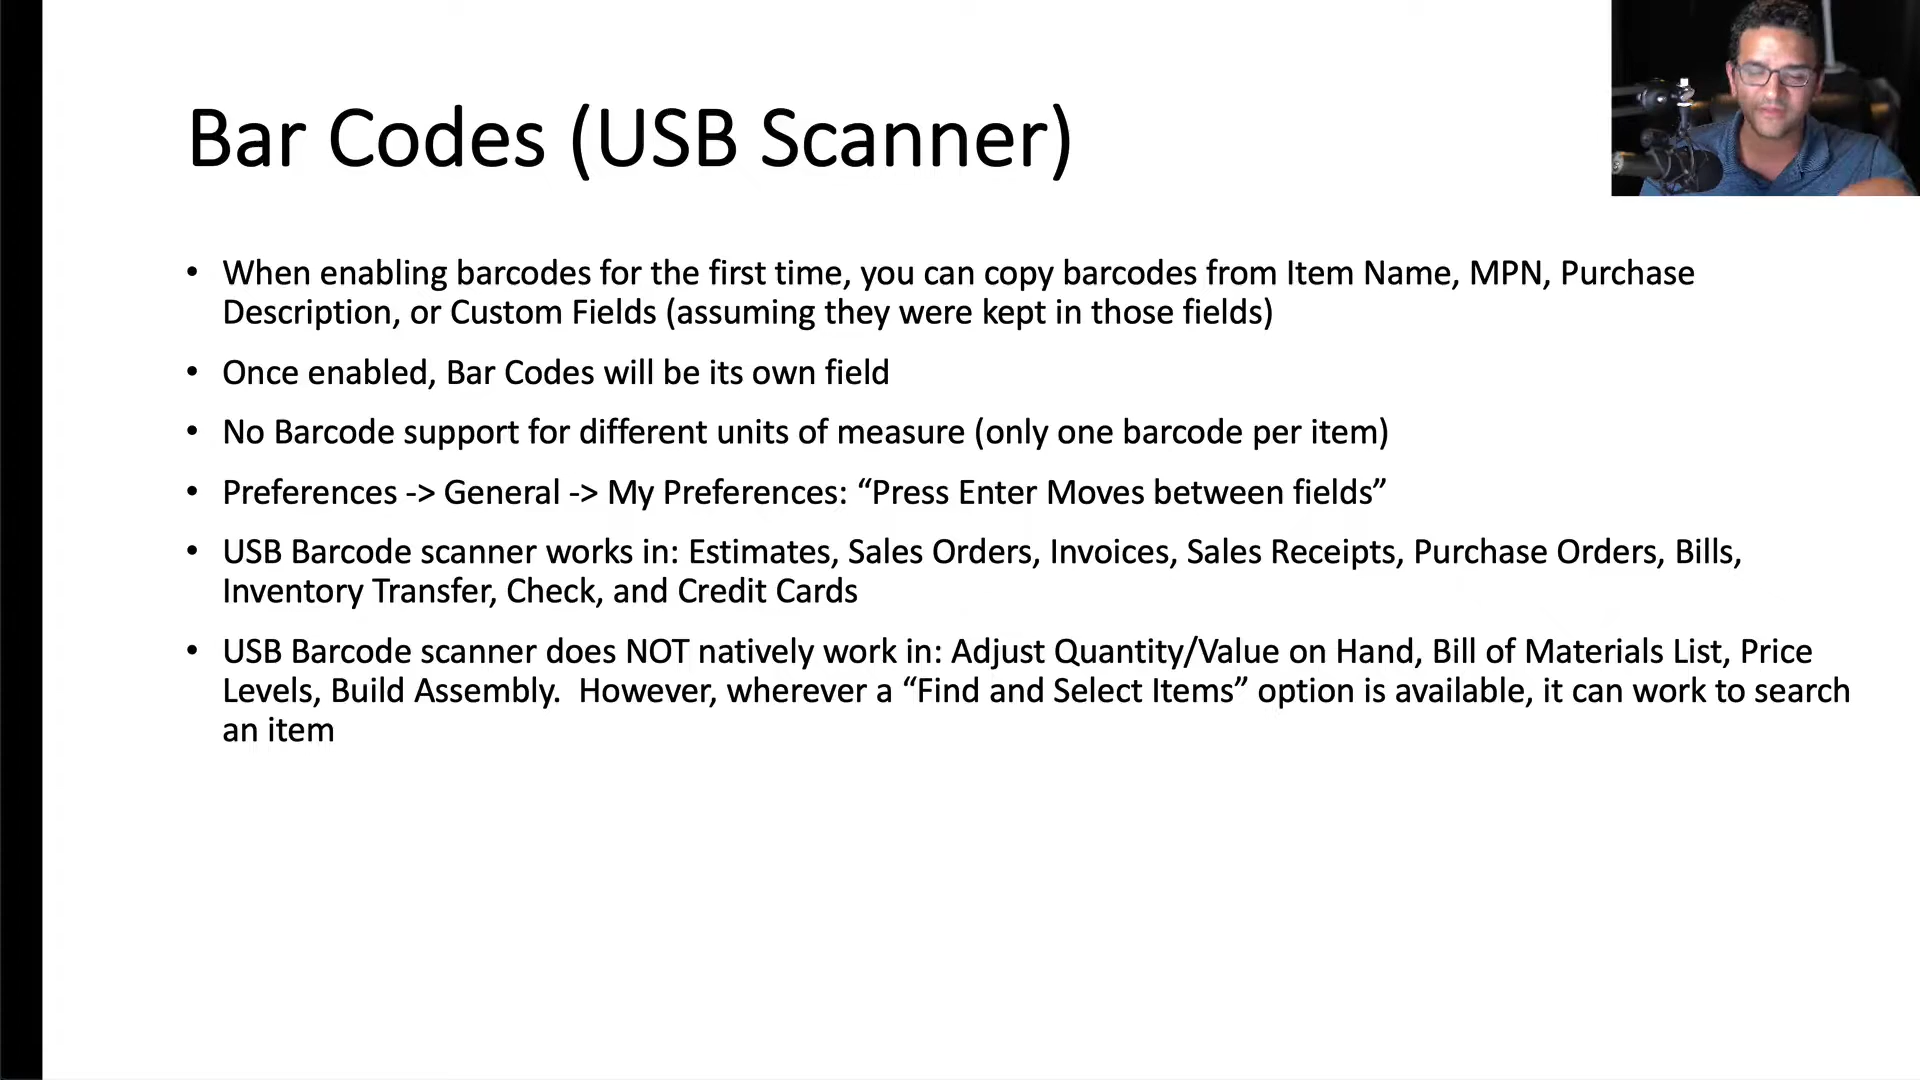 Bar Codes (USB Scanner)
• When enabling barcodes for the first time, you can copy barcodes from Item Name, MPN, Purchase
Description, or Custom Fields (assuming they were kept in those fields)
• Once enabled, Bar Codes will be its own field
• No Barcode support for different units of measure (only one barcode per item)
• Preferences -> General -> My Preferences: “Press Enter Moves between fields”
• USB Barcode scanner works in: Estimates, Sales Orders, Invoices, Sales Receipts, Purchase Orders, Bills,
Inventory Transfer, Check, and Credit Cards
• USB Barcode scanner does NOT natively work in: Adjust Quantity/Value on Hand, Bill of Materials List, Price
Levels, Build Assembly.  However, wherever a “Find and Select Items” option is available, it can work to search
an item